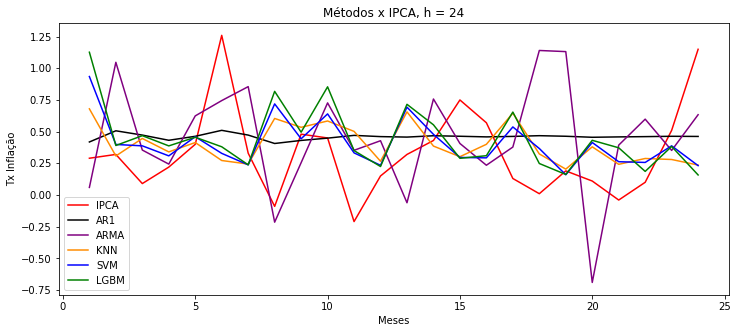 Métodos x IPCA, h = 24
Tx Inflação
1.25
1.00
0.75
0.50
0.25
0.00
−0.25
−0.50
−0.75
IPCA
AR1
ARMA
KNN
SVM
LGBM
0 5 10 15 20 25
Meses